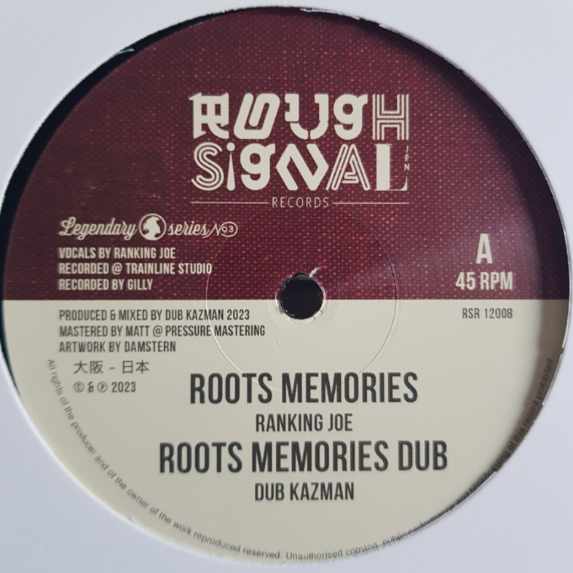 ROUGH
SIGNAL
JPN
RECORDS
Legendary series No3
VOCALS BY RANKING JOE
RECORDED @ TRAINLINE STUDIO
RECORDED BY GILLY
A
45 RPM
PRODUCED & MIXED BY DUB KAZMAN 2023
MASTERED BY MATT @ PRESSURE MASTERING
ARTWORK BY DAMSTERN
大阪 - 日本
© & ℗ 2023
RSR 12008
ROOTS MEMORIES
RANKING JOE
ROOTS MEMORIES DUB
DUB KAZMAN
All rights of the producer, and of the owner of the work reproduced reserved. Unauthorised copying, public